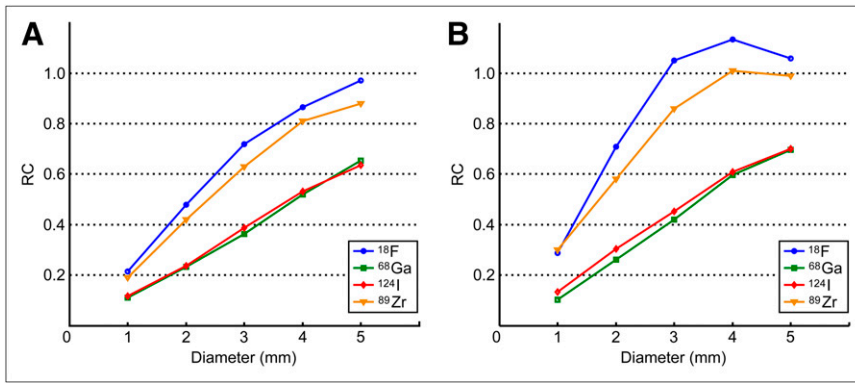 A
RC
1.0
0.8
0.6
0.4
0.2
0
1 2 3 4 5
Diameter (mm)
¹⁸F
⁶⁸Ga
¹²⁴I
⁸⁹Zr
B
RC
1.0
0.8
0.6
0.4
0.2
0
1 2 3 4 5
Diameter (mm)
¹⁸F
⁶⁸Ga
¹²⁴I
⁸⁹Zr